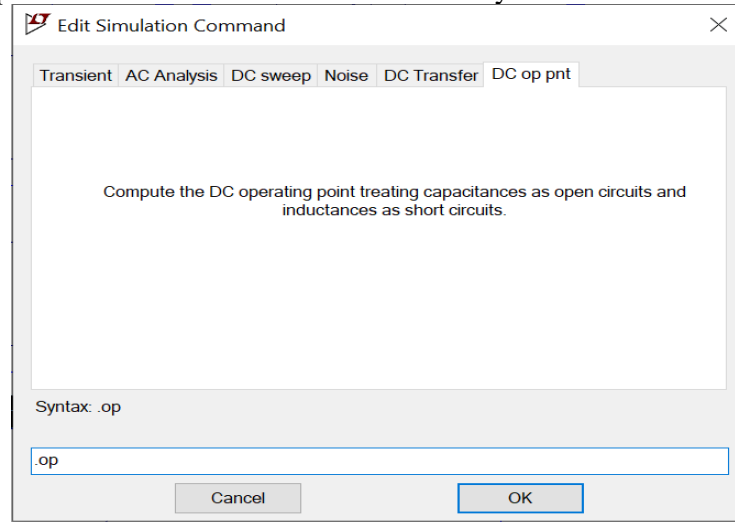 Edit Simulation Command
Transient AC Analysis DC sweep Noise DC Transfer DC op pnt
Compute the DC operating point treating capacitances as open circuits and
inductances as short circuits.
Syntax: .op
.op
Cancel OK